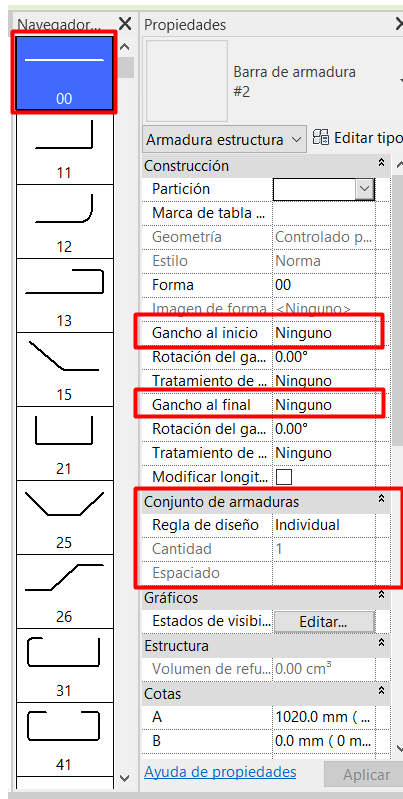 Navegador...
00
11
12
13
15
21
25
26
31
41
Propiedades
Barra de armadura
#2
Armadura estructura
Editar tipo
Construcción
Partición
Marca de tabla ...
Geometría Controlado p...
Estilo Norma
Forma 00
Imagen de forma <Ninguno>
Gancho al inicio Ninguno
Rotación del ga... 0.00°
Tratamiento de ... Ninguno
Gancho al final Ninguno
Rotación del ga... 0.00°
Tratamiento de ... Ninguno
Modificar longit...
Conjunto de armaduras
Regla de diseño Individual
Cantidad 1
Espaciado
Gráficos
Estados de visibi... Editar...
Estructura
Volumen de refu... 0.00 cm³
Cotas
A 1020.0 mm ( ...
B 0.0 mm ( 0 m...
Ayuda de propiedades Aplicar